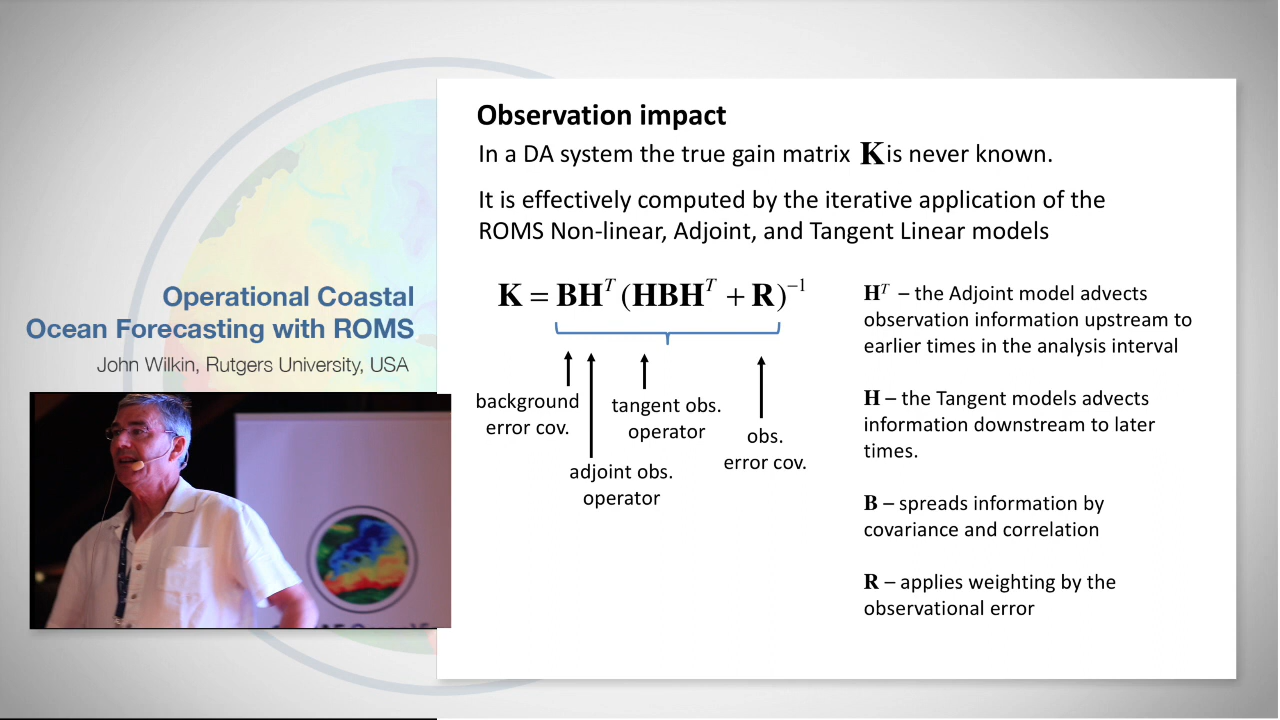 Observation impact
In a DA system the true gain matrix K is never known.
It is effectively computed by the iterative application of the
ROMS Non-linear, Adjoint, and Tangent Linear models
K = BH^T (HBH^T + R)^−1
background
error cov.
adjoint obs.
operator
tangent obs.
operator
obs.
error cov.
H^T – the Adjoint model advects
observation information upstream to
earlier times in the analysis interval
H – the Tangent models advects
information downstream to later
times.
B – spreads information by
covariance and correlation
R – applies weighting by the
observational error
Operational Coastal
Ocean Forecasting with ROMS
John Wilkin, Rutgers University, USA